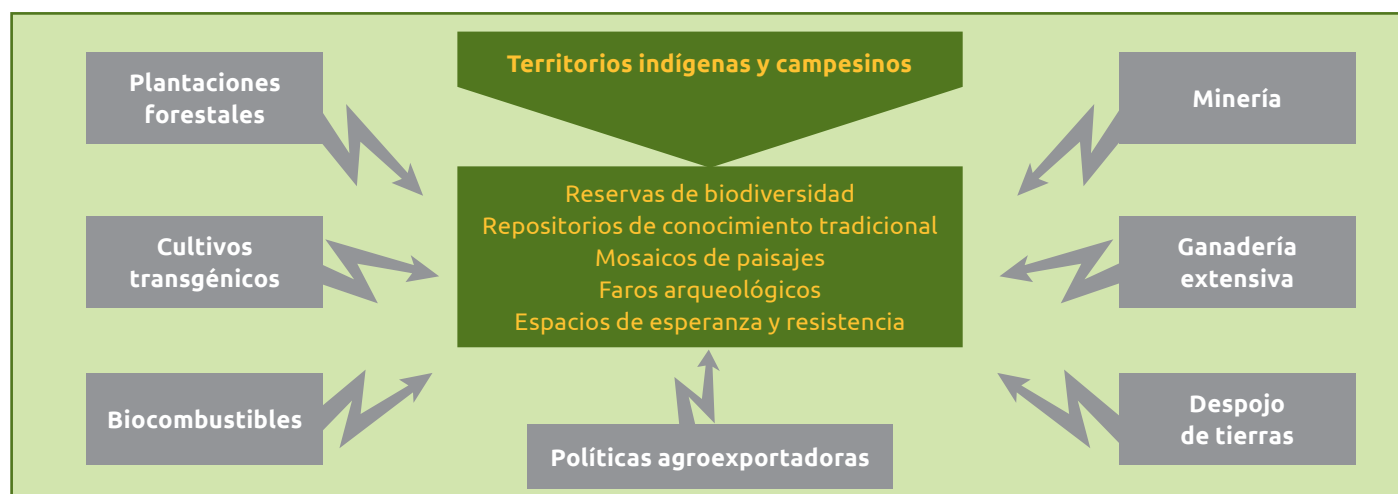 Territorios indígenas y campesinos
Plantaciones
forestales
Minería
Reservas de biodiversidad
Repositorios de conocimiento tradicional
Mosaicos de paisajes
Faros arqueológicos
Espacios de esperanza y resistencia
Cultivos
transgénicos
Ganadería
extensiva
Biocombustibles
Políticas agroexportadoras
Despojo
de tierras